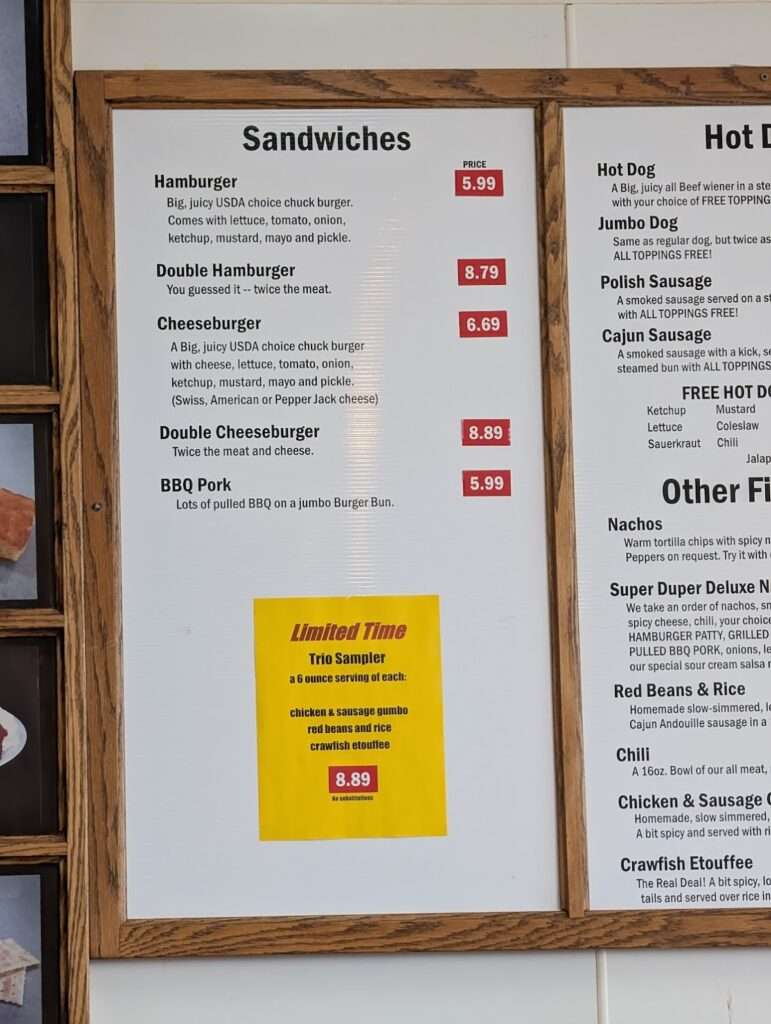 Sandwiches
PRICE
Hamburger 5.99
Big, juicy USDA choice chuck burger.
Comes with lettuce, tomato, onion,
ketchup, mustard, mayo and pickle.
Double Hamburger 8.79
You guessed it -- twice the meat.
Cheeseburger 6.69
A Big, juicy USDA choice chuck burger
with cheese, lettuce, tomato, onion,
ketchup, mustard, mayo and pickle.
(Swiss, American or Pepper Jack cheese)
Double Cheeseburger 8.89
Twice the meat and cheese.
BBQ Pork 5.99
Lots of pulled BBQ on a jumbo Burger Bun.
Limited Time
Trio Sampler
a 6 ounce serving of each:
chicken & sausage gumbo
red beans and rice
crawfish etouffee
8.89
No substitutions
Hot
Hot Dog
A Big, juicy all Beef wiener in a
with your choice of FREE TOPPINGS
Jumbo Dog
Same as regular dog, but twice as
ALL TOPPINGS FREE!
Polish Sausage
A smoked sausage served on a
with ALL TOPPINGS FREE!
Cajun Sausage
A smoked sausage with a kick,
steamed bun with ALL TOPPINGS
FREE HOT
Ketchup Mustard
Lettuce Coleslaw
Sauerkraut Chili
Other
Nachos
Warm tortilla chips with spicy
Peppers on request. Try it with
Super Duper Deluxe
We take an order of nachos,
spicy cheese, chili, your choice
HAMBURGER PATTY, GRILLED
PULLED BBQ PORK, onions,
our special sour cream salsa
Red Beans & Rice
Homemade slow-simmered,
Cajun Andouille sausage in a
Chili
A 16oz. Bowl of our all meat,
Chicken & Sausage
Homemade, slow simmered,
A bit spicy and served with
Crawfish Etouffee
The Real Deal! A bit spicy,
tails and served over rice in